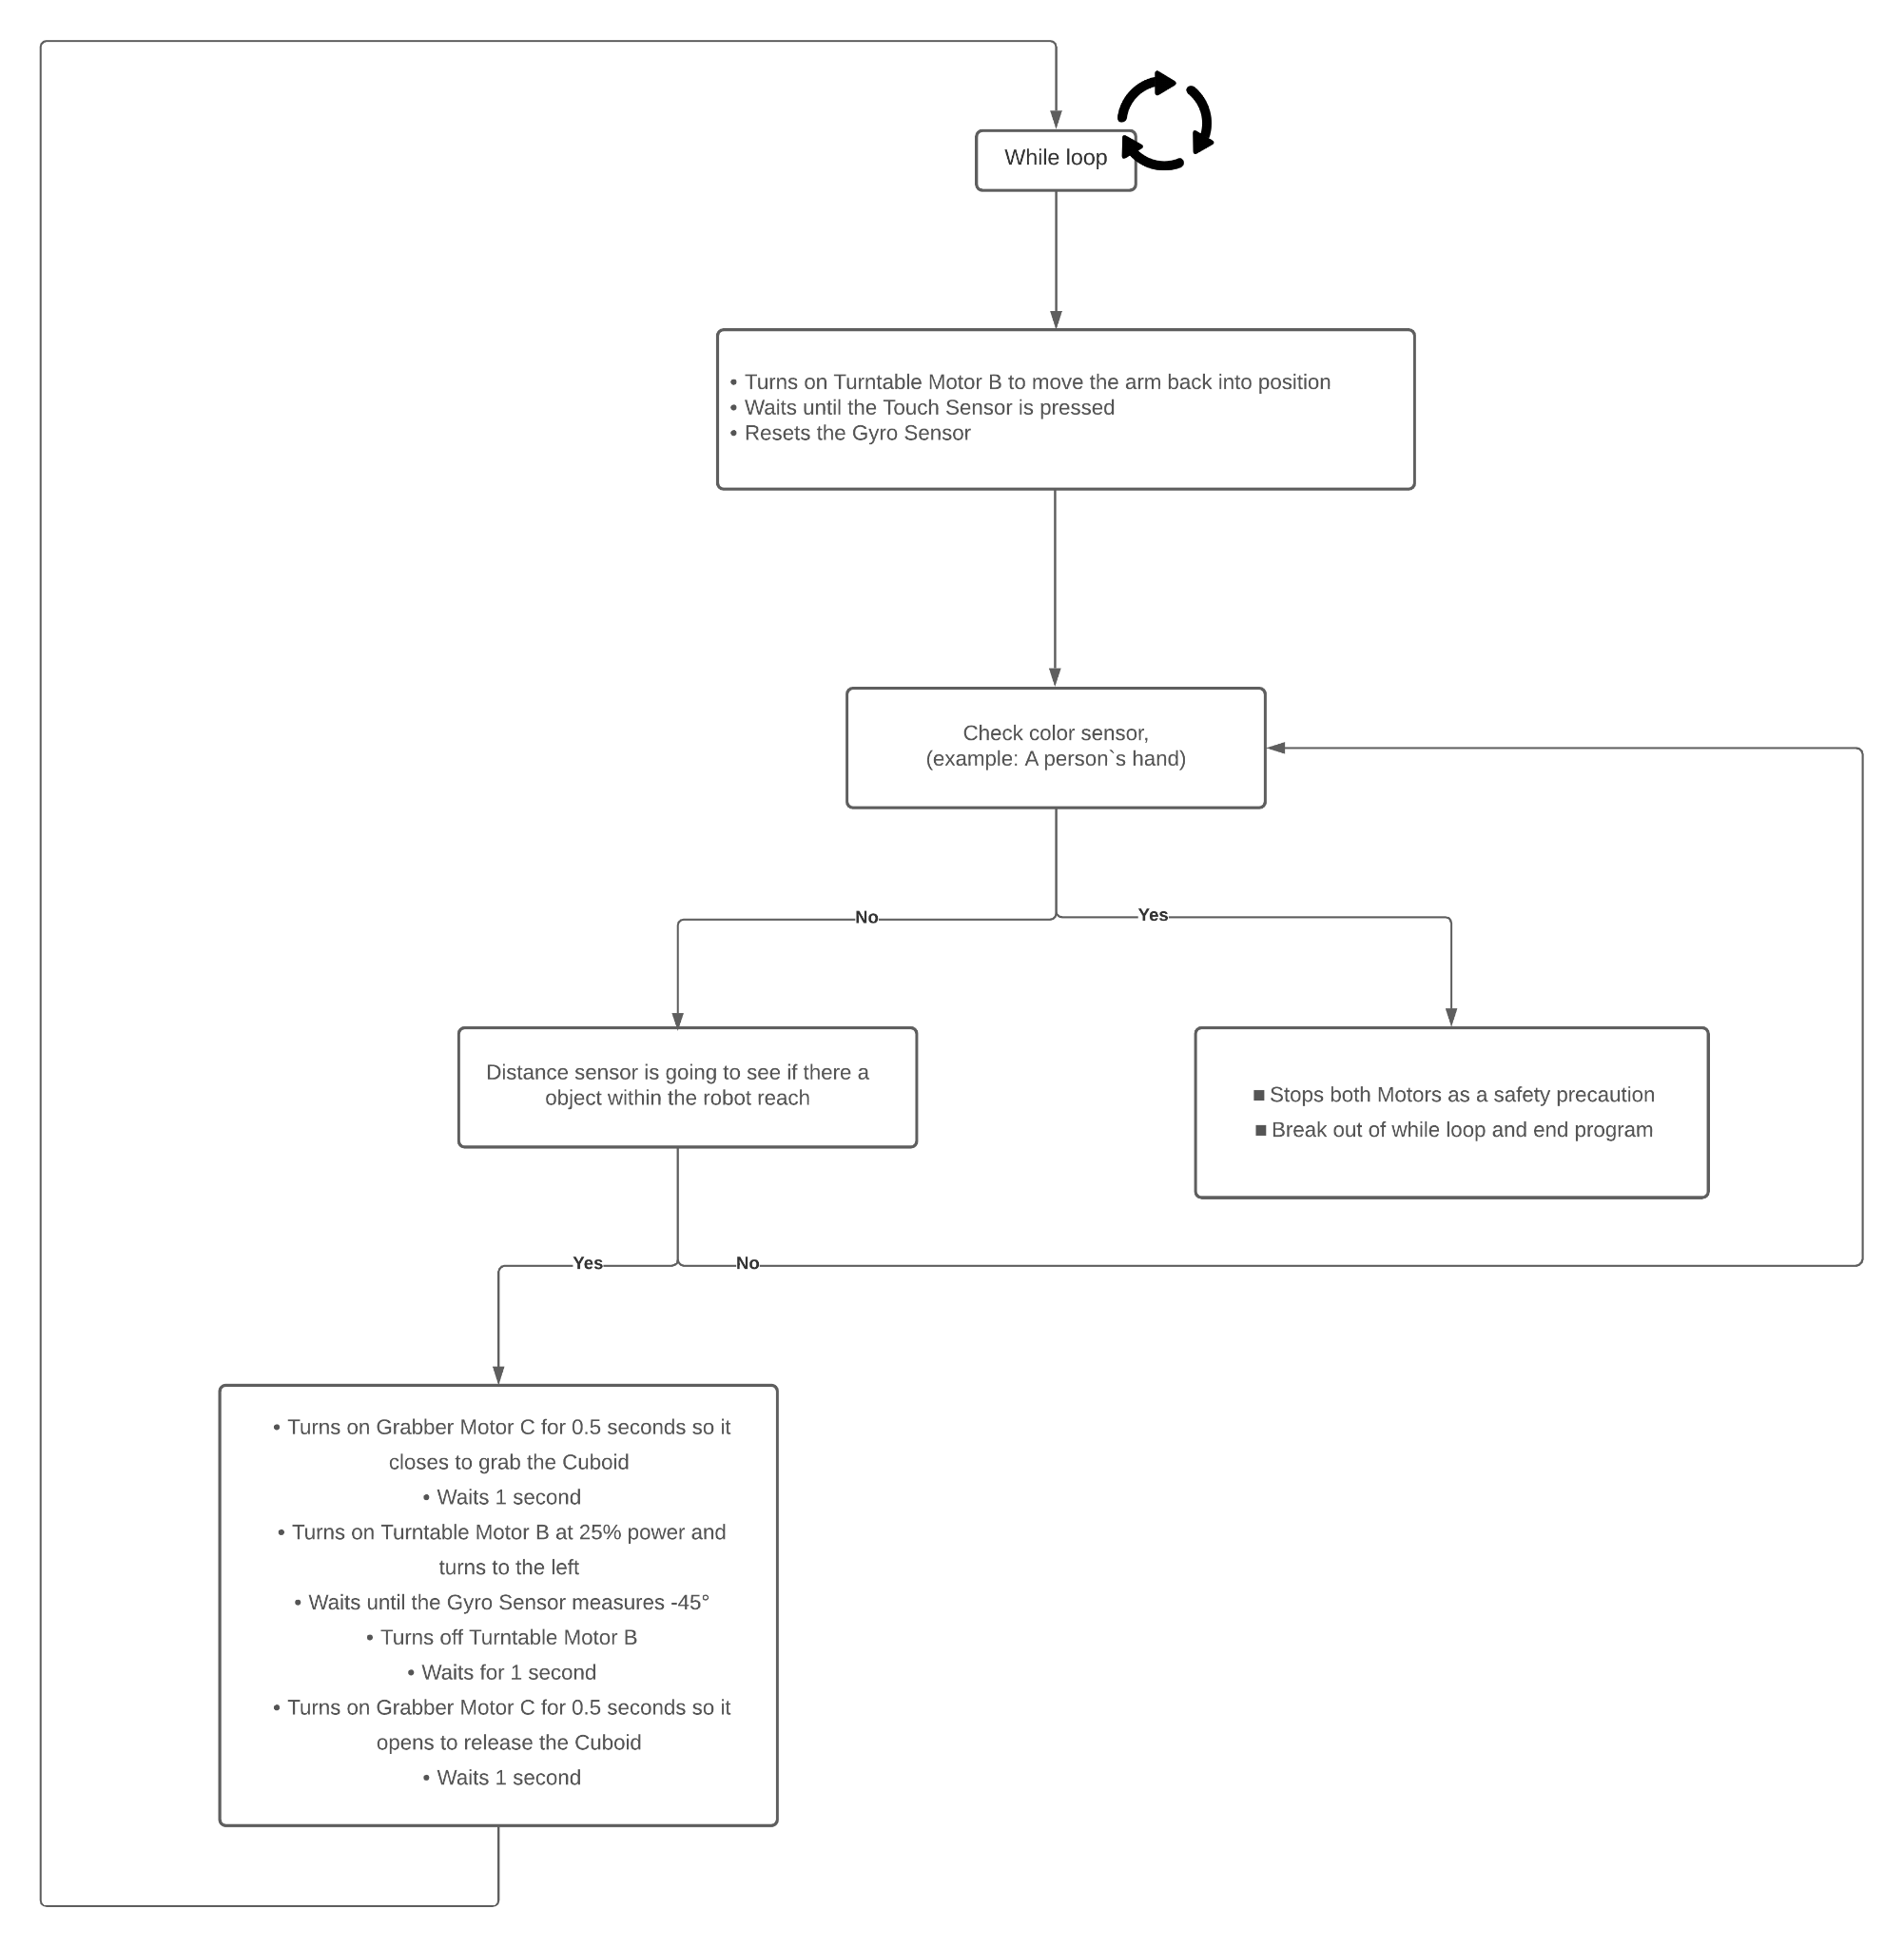 While loop
• Turns on Turntable Motor B to move the arm back into position
• Waits until the Touch Sensor is pressed
• Resets the Gyro Sensor
Check color sensor,
(example: A person`s hand)
No
Yes
Distance sensor is going to see if there a
object within the robot reach
■ Stops both Motors as a safety precaution
■ Break out of while loop and end program
Yes
No
• Turns on Grabber Motor C for 0.5 seconds so it
closes to grab the Cuboid
• Waits 1 second
• Turns on Turntable Motor B at 25% power and
turns to the left
• Waits until the Gyro Sensor measures -45°
• Turns off Turntable Motor B
• Waits for 1 second
• Turns on Grabber Motor C for 0.5 seconds so it
opens to release the Cuboid
• Waits 1 second